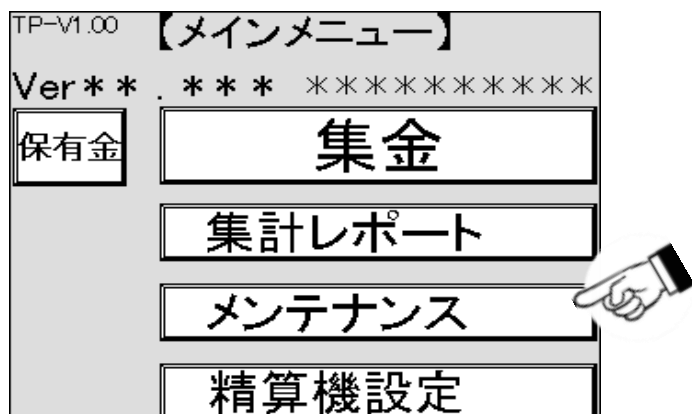 TP-V1.00 【メインメニュー】
Ver**.*** **********
保有金 集金
集計レポート
メンテナンス
精算機設定